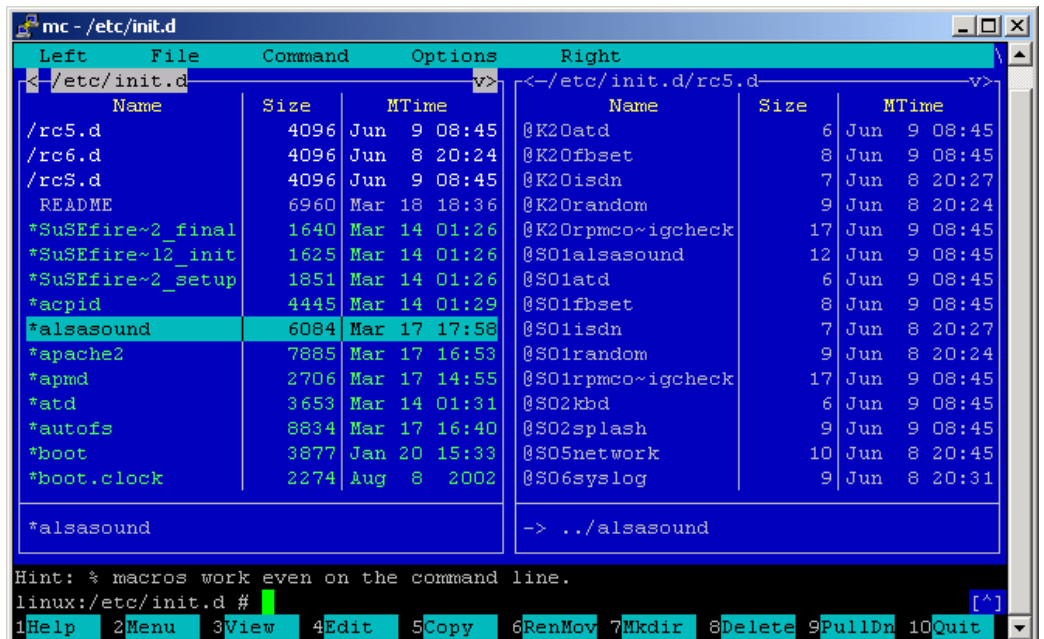 mc - /etc/init.d
Left File Command Options Right
<-/etc/init.d v> <-/etc/init.d/rc5.d v>
Name Size MTime Name Size MTime
/rc5.d 4096 Jun 9 08:45 @K20atd 6 Jun 9 08:45
/rc6.d 4096 Jun 8 20:24 @K20fbset 8 Jun 9 08:45
/rcS.d 4096 Jun 9 08:45 @K20isdn 7 Jun 8 20:27
README 6960 Mar 18 18:36 @K20random 9 Jun 8 20:24
*SuSEfire~2_final 1640 Mar 14 01:26 @K20rpmco~igcheck 17 Jun 9 08:45
*SuSEfire~l2_init 1625 Mar 14 01:26 @S01alsasound 12 Jun 9 08:45
*SuSEfire~2_setup 1851 Mar 14 01:26 @S01atd 6 Jun 9 08:45
*acpid 4445 Mar 14 01:29 @S01fbset 8 Jun 9 08:45
*alsasound 6084 Mar 17 17:58 @S01isdn 7 Jun 8 20:27
*apache2 7885 Mar 17 16:53 @S01random 9 Jun 8 20:24
*apmd 2706 Mar 17 14:55 @S01rpmco~igcheck 17 Jun 9 08:45
*atd 3653 Mar 14 01:31 @S02kbd 6 Jun 9 08:45
*autofs 8834 Mar 17 16:40 @S02splash 9 Jun 9 08:45
*boot 3877 Jan 20 15:33 @S05network 10 Jun 8 20:45
*boot.clock 2274 Aug 8 2002 @S06syslog 9 Jun 8 20:31
*alsasound -> ../alsasound
Hint: % macros work even on the command line.
linux:/etc/init.d # [^]
1Help 2Menu 3View 4Edit 5Copy 6RenMov 7Mkdir 8Delete 9PullDn 10Quit